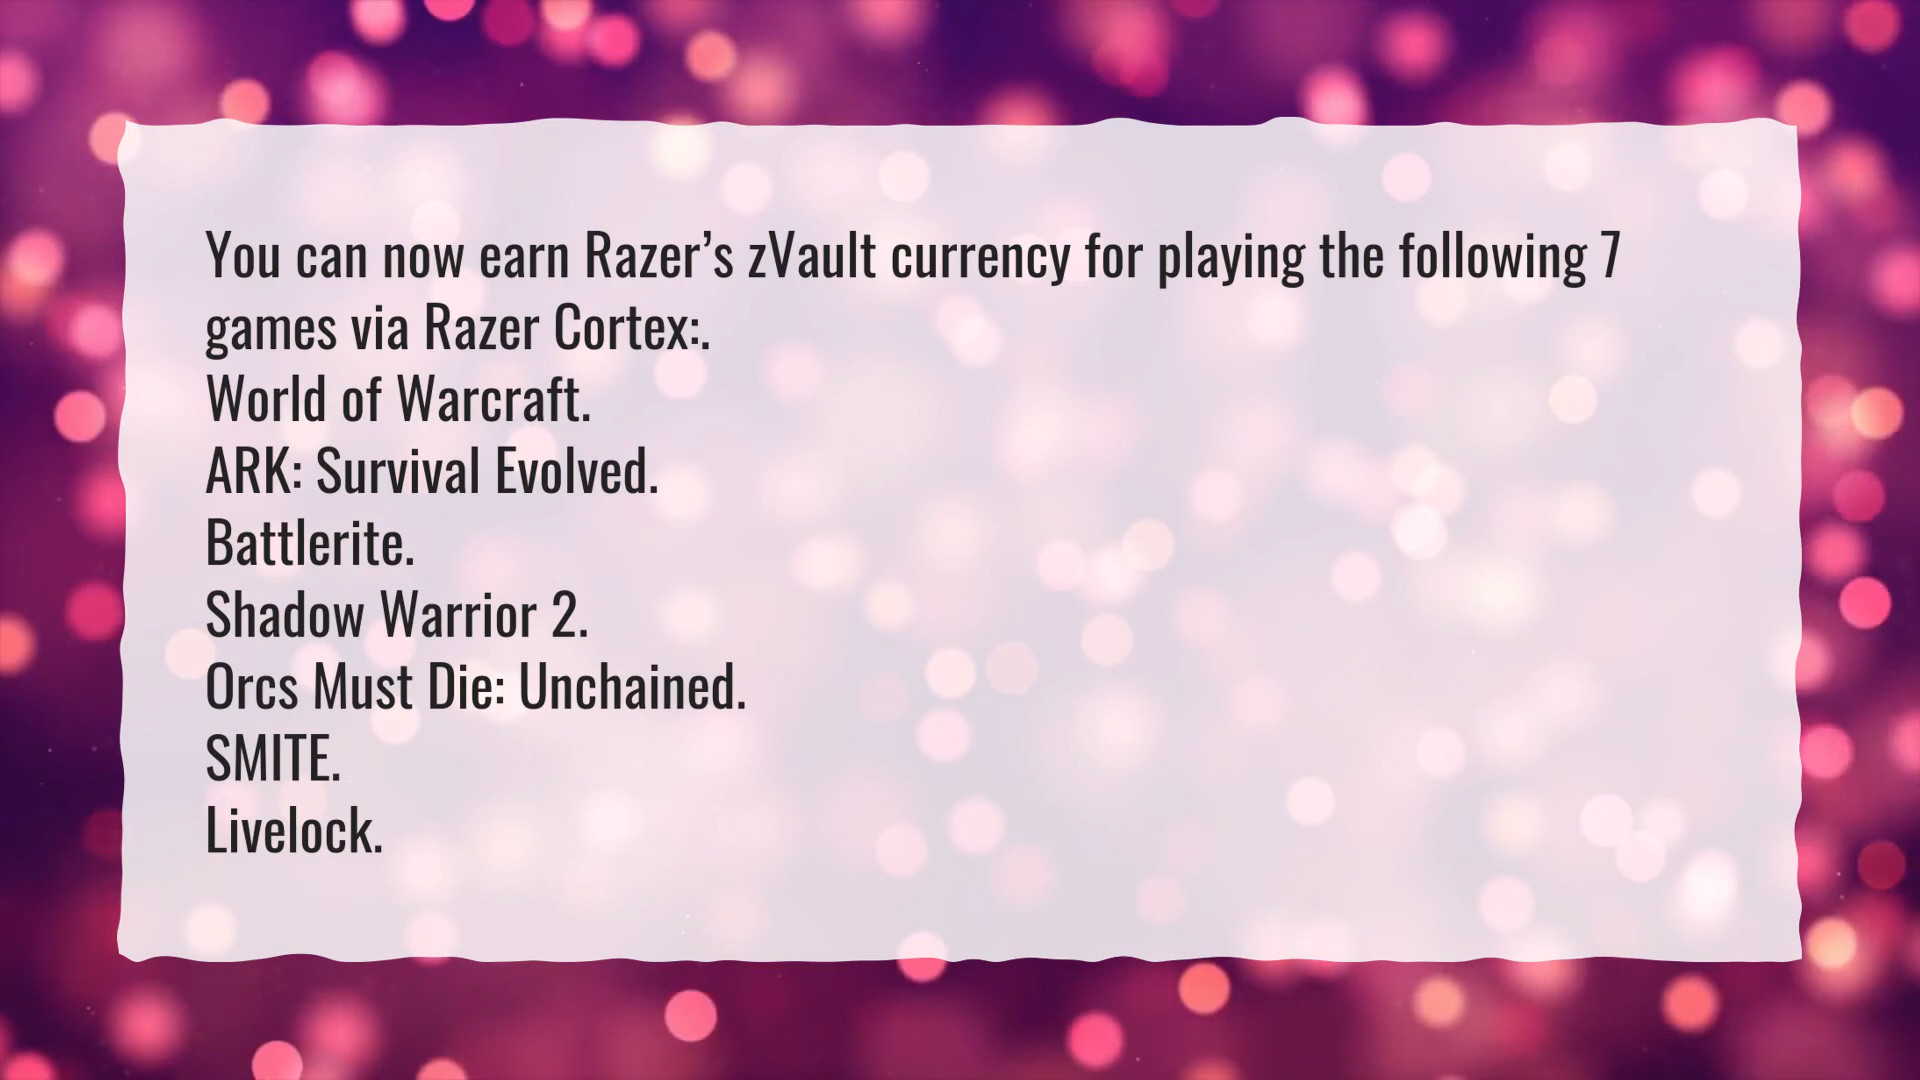 You can now earn Razer’s zVault currency for playing the following 7
games via Razer Cortex:.
World of Warcraft.
ARK: Survival Evolved.
Battlerite.
Shadow Warrior 2.
Orcs Must Die: Unchained.
SMITE.
Livelock.